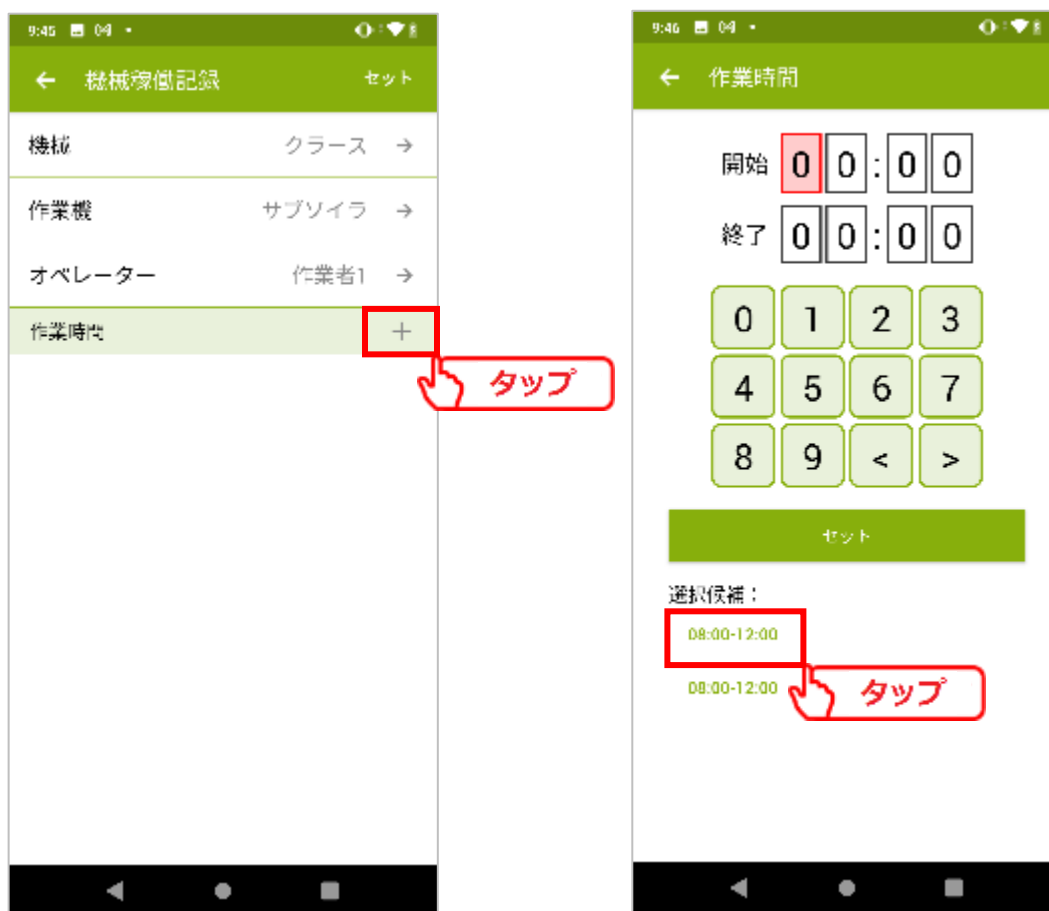 9:45
← 機械稼働記録 セット
機械 クラース →
作業機 サブソイラ →
オペレーター 作業者1 →
作業時間 +
タップ
9:46
← 作業時間
開始 0 0 : 0 0
終了 0 0 : 0 0
0 1 2 3
4 5 6 7
8 9 < >
セット
選択候補：
08:00-12:00
08:00-12:00
タップ